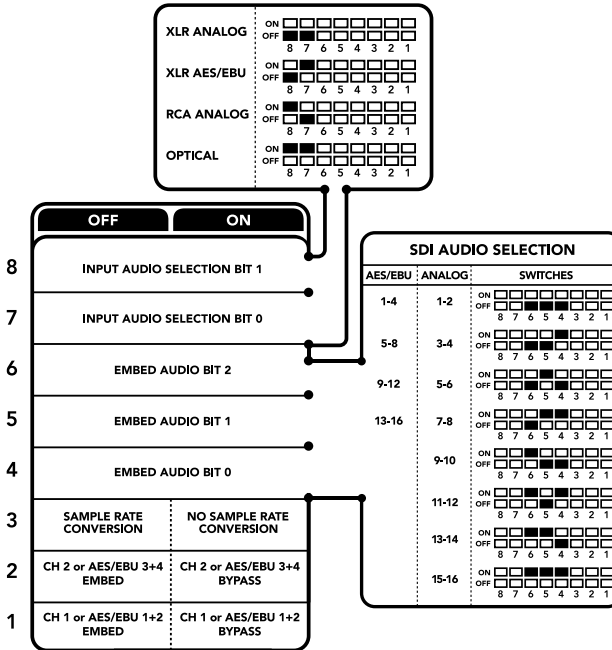 XLR ANALOG
ON
OFF
8 7 6 5 4 3 2 1
XLR AES/EBU
ON
OFF
8 7 6 5 4 3 2 1
RCA ANALOG
ON
OFF
8 7 6 5 4 3 2 1
OPTICAL
ON
OFF
8 7 6 5 4 3 2 1
OFF ON
8 INPUT AUDIO SELECTION BIT 1
7 INPUT AUDIO SELECTION BIT 0
6 EMBED AUDIO BIT 2
5 EMBED AUDIO BIT 1
4 EMBED AUDIO BIT 0
3
SAMPLE RATE
CONVERSION
NO SAMPLE RATE
CONVERSION
2
CH 2 or AES/EBU 3+4
EMBED
CH 2 or AES/EBU 3+4
BYPASS
1
CH 1 or AES/EBU 1+2
EMBED
CH 1 or AES/EBU 1+2
BYPASS
SDI AUDIO SELECTION
AES/EBU ANALOG SWITCHES
1-4 1-2
ON
OFF
8 7 6 5 4 3 2 1
5-8 3-4
ON
OFF
8 7 6 5 4 3 2 1
9-12 5-6
ON
OFF
8 7 6 5 4 3 2 1
13-16 7-8
ON
OFF
8 7 6 5 4 3 2 1
9-10
ON
OFF
8 7 6 5 4 3 2 1
11-12
ON
OFF
8 7 6 5 4 3 2 1
13-14
ON
OFF
8 7 6 5 4 3 2 1
15-16
ON
OFF
8 7 6 5 4 3 2 1